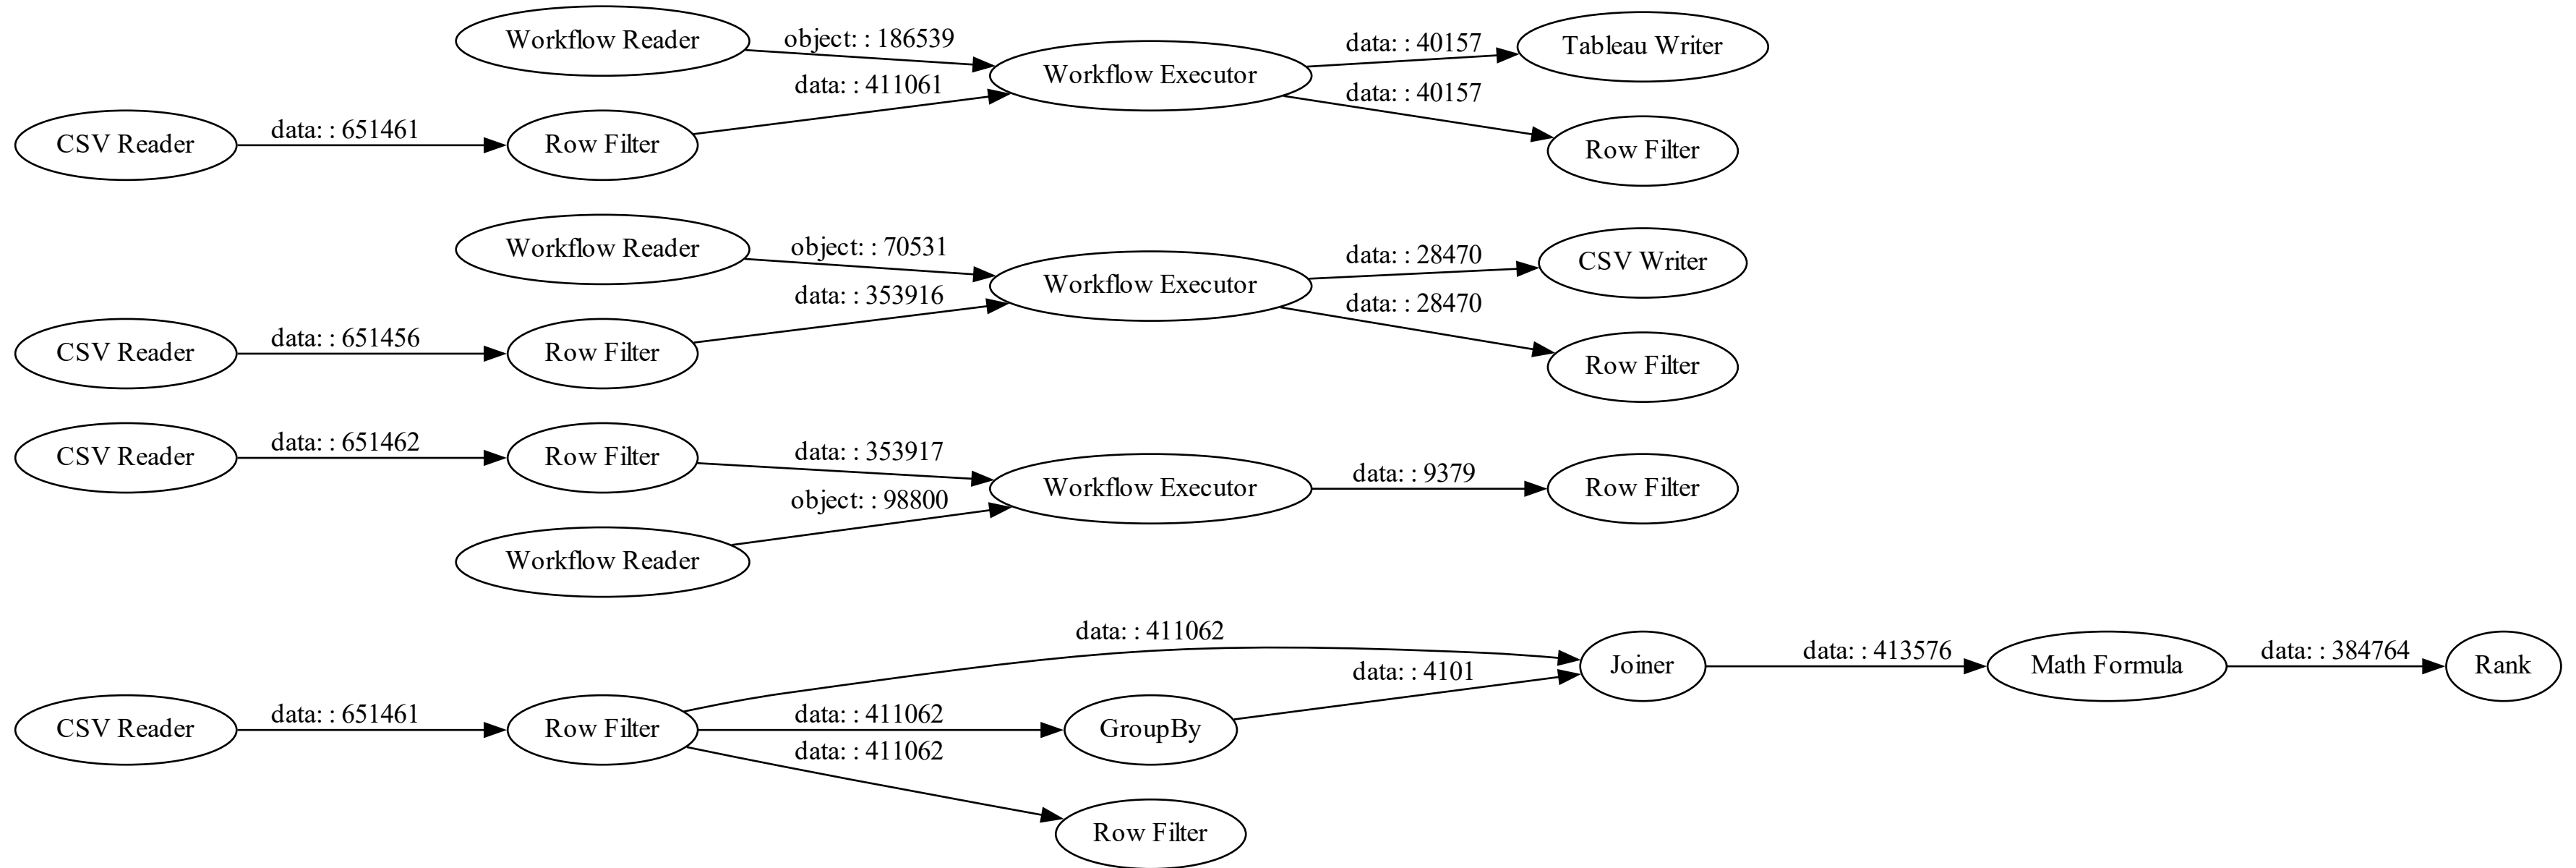 Workflow Reader
object: : 186539
Workflow Executor
data: : 40157
Tableau Writer
CSV Reader
data: : 651461
Row Filter
data: : 411061
data: : 40157
Row Filter
Workflow Reader
object: : 70531
Workflow Executor
data: : 28470
CSV Writer
CSV Reader
data: : 651456
Row Filter
data: : 353916
data: : 28470
Row Filter
CSV Reader
data: : 651462
Row Filter
data: : 353917
Workflow Executor
data: : 9379
Row Filter
Workflow Reader
object: : 98800
data: : 411062
Joiner
data: : 413576
Math Formula
data: : 384764
Rank
CSV Reader
data: : 651461
Row Filter
data: : 411062
GroupBy
data: : 4101
data: : 411062
Row Filter